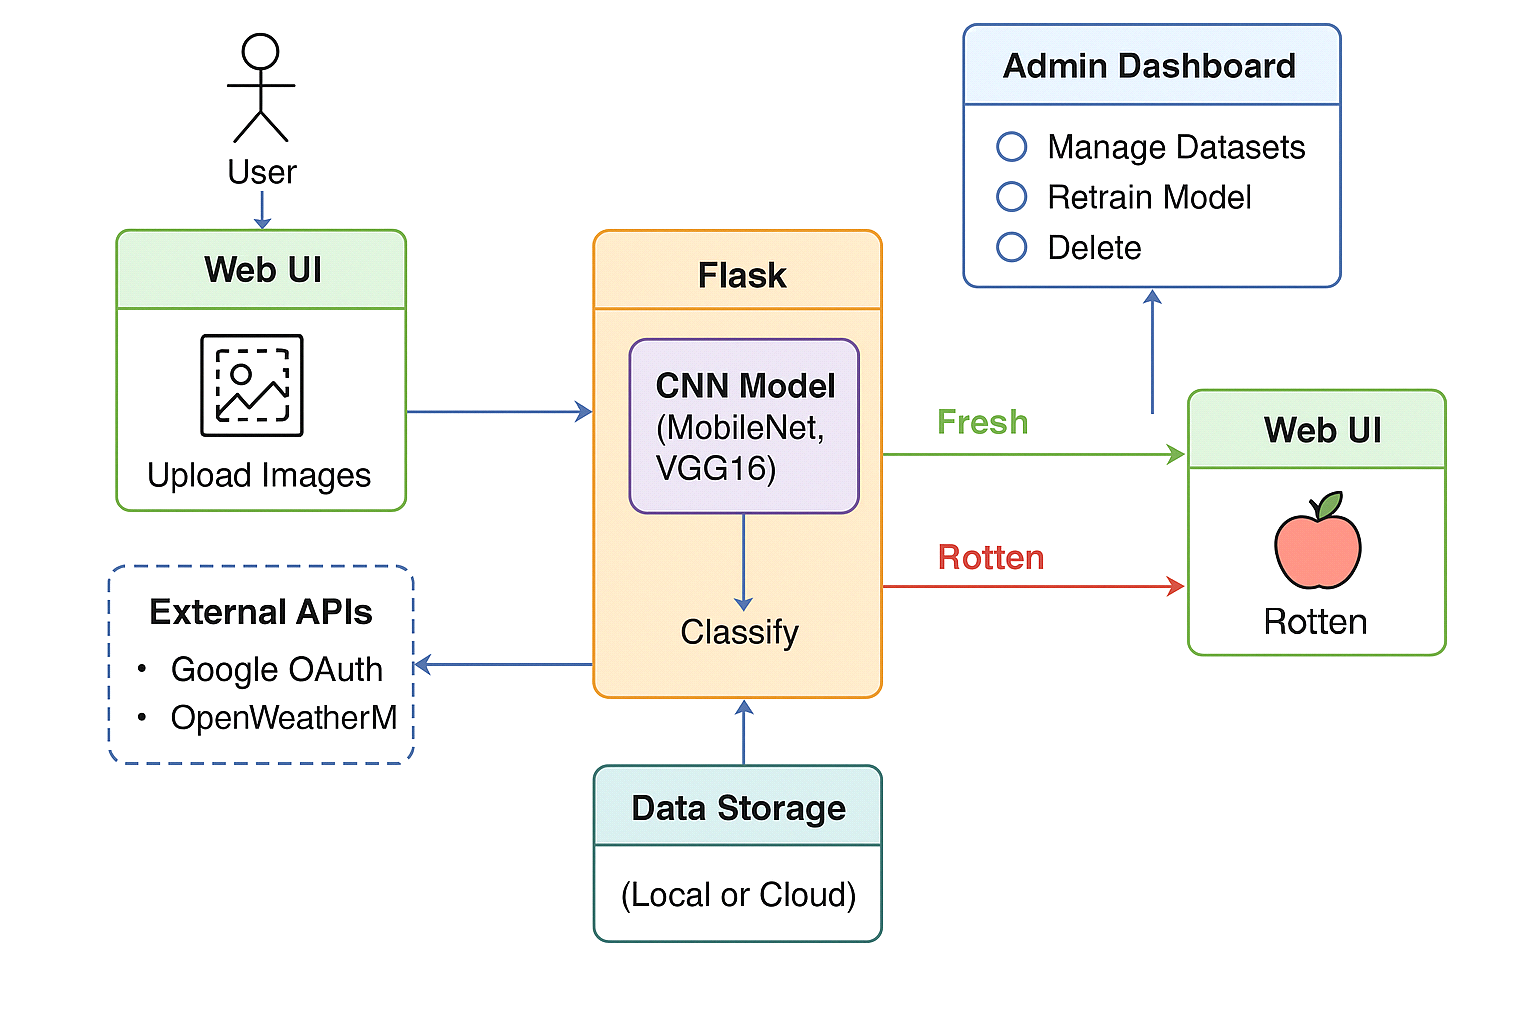 User
Web UI
Upload Images
External APIs
• Google OAuth
• OpenWeatherM
Flask
CNN Model
(MobileNet,
VGG16)
Classify
Data Storage
(Local or Cloud)
Admin Dashboard
Manage Datasets
Retrain Model
Delete
Fresh
Rotten
Web UI
Rotten